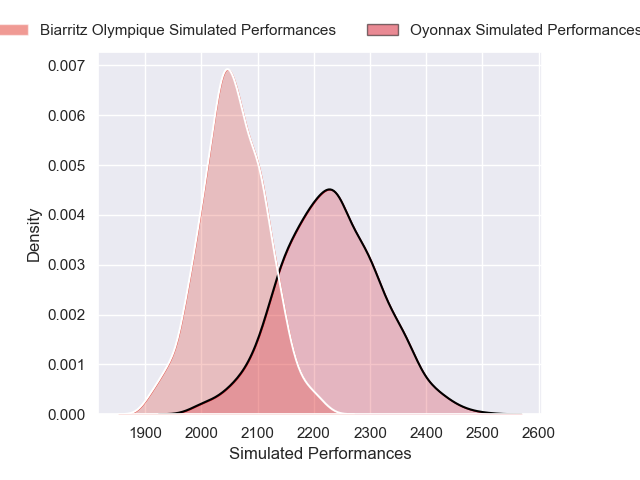 Biarritz Olympique Simulated Performances
Oyonnax Simulated Performances
0.007
0.006
0.005
0.004
0.003
0.002
0.001
0.000
Density
1900 2000 2100 2200 2300 2400 2500 2600
Simulated Performances